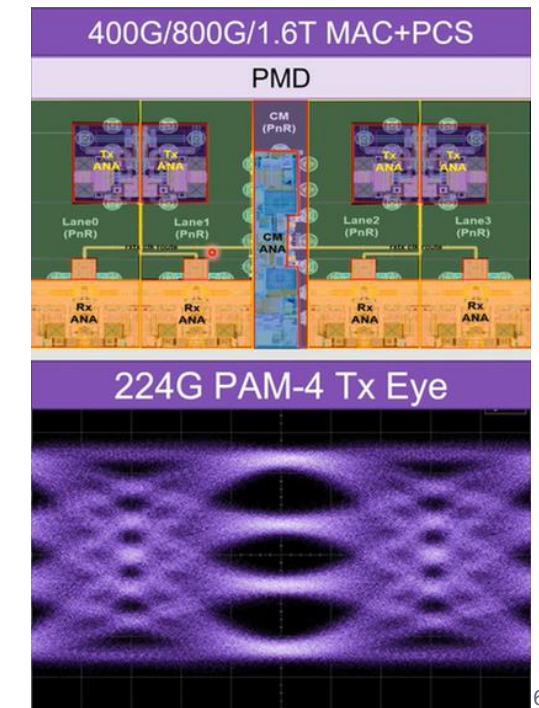 400G/800G/1.6T MAC+PCS
PMD
CM
(PnR)
Tx
ANA
Tx
ANA
Tx
ANA
Tx
ANA
Lane0
(PnR)
Lane1
(PnR)
CM
ANA
Lane2
(PnR)
Lane3
(PnR)
Rx
ANA
Rx
ANA
Rx
ANA
Rx
ANA
224G PAM-4 Tx Eye